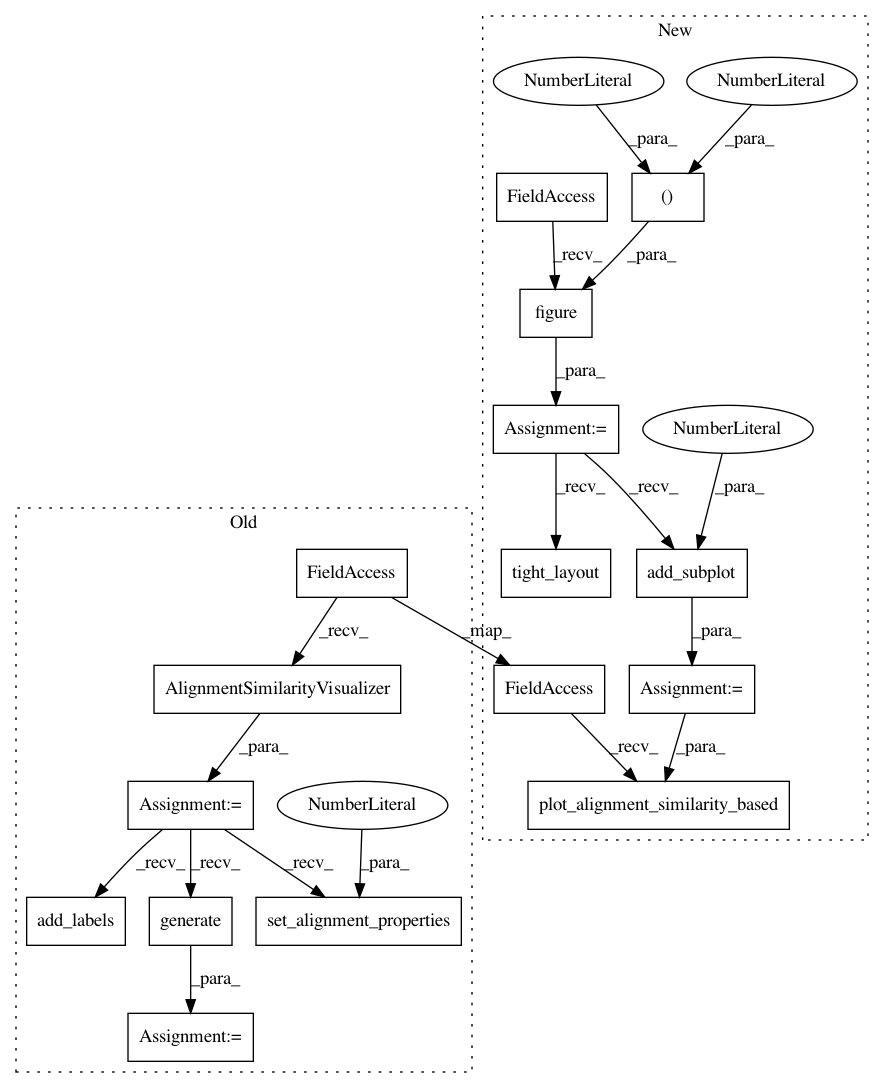 New
NumberLiteral NumberLiteral
_para_ _para_
FieldAccess ()
_recv_ _para_
figure
_para_
Assignment:= NumberLiteral
_recv_ _recv_ _para_
Old
FieldAccess tight_layout add_subplot
_recv_ _map_ _para_
AlignmentSimilarityVisualizer FieldAccess Assignment:=
_para_ _recv_ _para_
Assignment:= NumberLiteral plot_alignment_similarity_based
_recv_ _recv_ _recv_ _para_
add_labels generate set_alignment_properties
_para_
Assignment:=